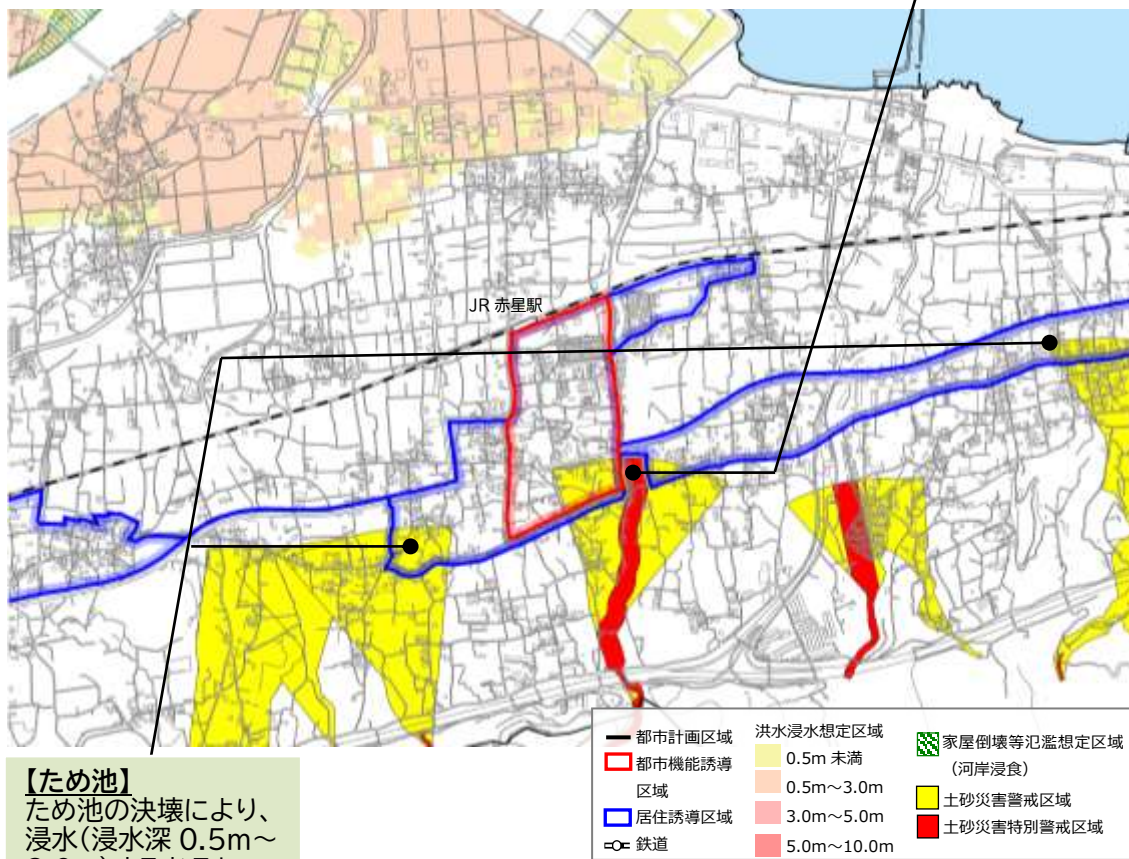 JR 赤星駅
【ため池】
ため池の決壊により、
浸水(浸水深 0.5m～
都市計画区域
都市機能誘導
区域
居住誘導区域
鉄道
洪水浸水想定区域
0.5m 未満
0.5m～3.0m
3.0m～5.0m
5.0m～10.0m
家屋倒壊等氾濫想定区域
(河岸浸食)
土砂災害警戒区域
土砂災害特別警戒区域